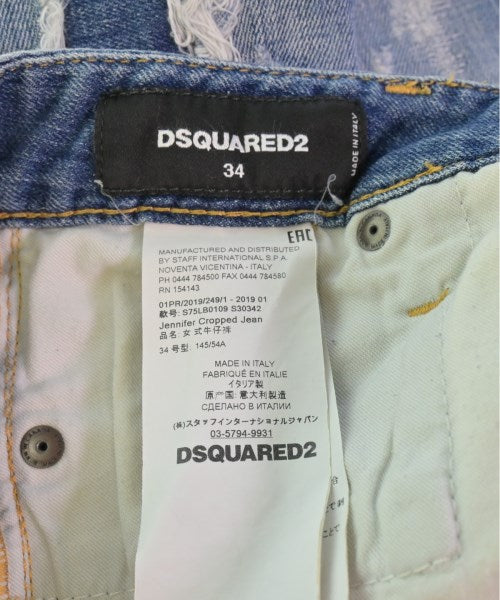 DSQUARED2
34
MADE IN ITALY
EAC
MANUFACTURED AND DISTRIBUTED
BY STAFF INTERNATIONAL S.P.A.
NOVENTA VICENTINA - ITALY
PH 0444 784500 FAX 0444 784580
RN 154143
01PR/2019/249/1 - 2019 01
款号: S75LB0109 S30342
Jennifer Cropped Jean
品名: 女式牛仔裤
34 号型: 145/54A
MADE IN ITALY
FABRIQUÉ EN ITALIE
イタリア製
原产国: 意大利制造
СДЕЛАНО В ИТАЛИИ
(株)スタッフインターナショナルジャパン
03-5794-9931
DSQUARED2